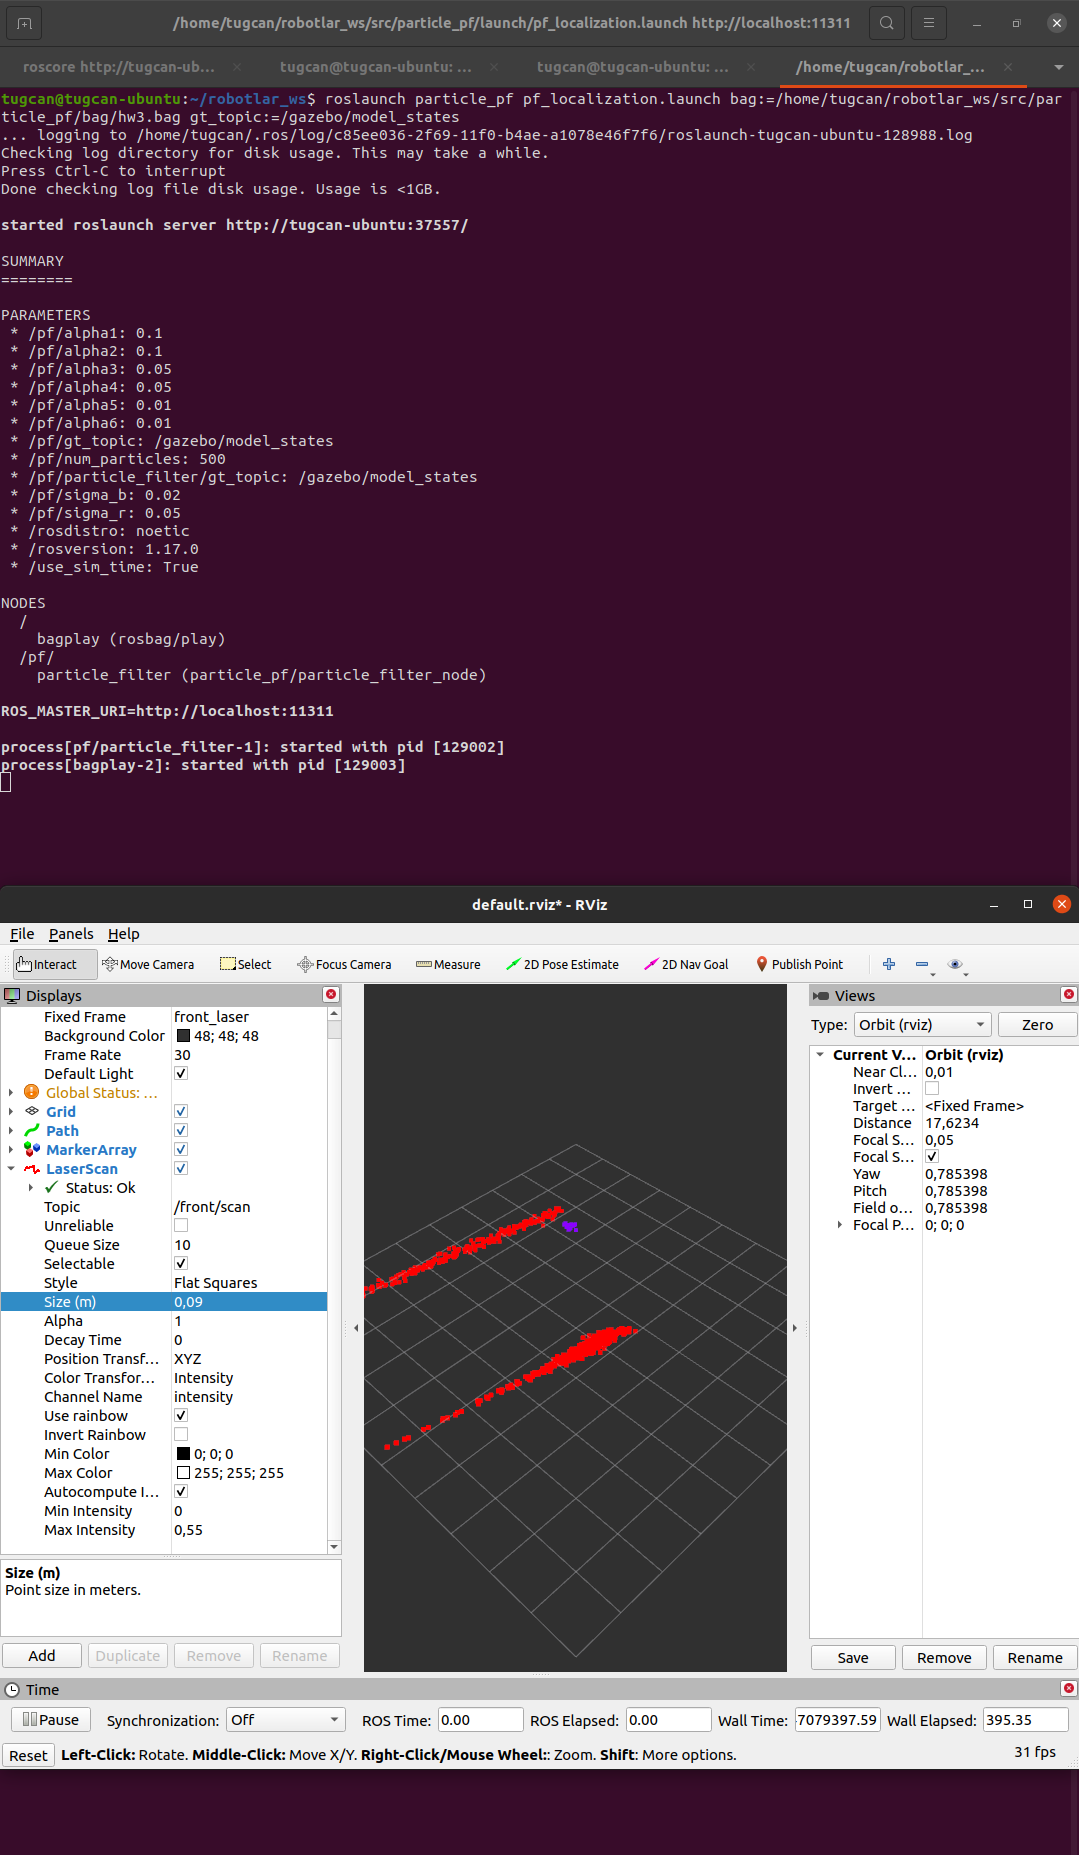 /home/tugcan/robotlar_ws/src/particle_pf/launch/pf_localization.launch http://localhost:11311
roscore http://tugcan-ub... × tugcan@tugcan-ubuntu: ... × tugcan@tugcan-ubuntu: ... × /home/tugcan/robotlar_... ×
tugcan@tugcan-ubuntu:~/robotlar_ws$ roslaunch particle_pf pf_localization.launch bag:=/home/tugcan/robotlar_ws/src/par
ticle_pf/bag/hw3.bag gt_topic:=/gazebo/model_states
... logging to /home/tugcan/.ros/log/c85ee036-2f69-11f0-b4ae-a1078e46f7f6/roslaunch-tugcan-ubuntu-128988.log
Checking log directory for disk usage. This may take a while.
Press Ctrl-C to interrupt
Done checking log file disk usage. Usage is <1GB.
started roslaunch server http://tugcan-ubuntu:37557/
SUMMARY
========
PARAMETERS
* /pf/alpha1: 0.1
* /pf/alpha2: 0.1
* /pf/alpha3: 0.05
* /pf/alpha4: 0.05
* /pf/alpha5: 0.01
* /pf/alpha6: 0.01
* /pf/gt_topic: /gazebo/model_states
* /pf/num_particles: 500
* /pf/particle_filter/gt_topic: /gazebo/model_states
* /pf/sigma_b: 0.02
* /pf/sigma_r: 0.05
* /rosdistro: noetic
* /rosversion: 1.17.0
* /use_sim_time: True
NODES
/
bagplay (rosbag/play)
/pf/
particle_filter (particle_pf/particle_filter_node)
ROS_MASTER_URI=http://localhost:11311
process[pf/particle_filter-1]: started with pid [129002]
process[bagplay-2]: started with pid [129003]
default.rviz* - RViz
File Panels Help
Interact Move Camera Select Focus Camera Measure 2D Pose Estimate 2D Nav Goal Publish Point
Displays
Fixed Frame front_laser
Background Color 48; 48; 48
Frame Rate 30
Default Light
Global Status: ...
Grid
Path
MarkerArray
LaserScan
Status: Ok
Topic /front/scan
Unreliable
Queue Size 10
Selectable
Style Flat Squares
Size (m) 0,09
Alpha 1
Decay Time 0
Position Transf... XYZ
Color Transfor... Intensity
Channel Name intensity
Use rainbow
Invert Rainbow
Min Color 0; 0; 0
Max Color 255; 255; 255
Autocompute I...
Min Intensity 0
Max Intensity 0,55
Size (m)
Point size in meters.
Add Duplicate Remove Rename
Views
Type: Orbit (rviz) Zero
Current V... Orbit (rviz)
Near Cl... 0,01
Invert ...
Target ... <Fixed Frame>
Distance 17,6234
Focal S... 0,05
Focal S...
Yaw 0,785398
Pitch 0,785398
Field o... 0,785398
Focal P... 0; 0; 0
Save Remove Rename
Time
Pause Synchronization: Off ROS Time: 0.00 ROS Elapsed: 0.00 Wall Time: 7079397.59 Wall Elapsed: 395.35
Reset Left-Click: Rotate. Middle-Click: Move X/Y. Right-Click/Mouse Wheel:: Zoom. Shift: More options. 31 fps